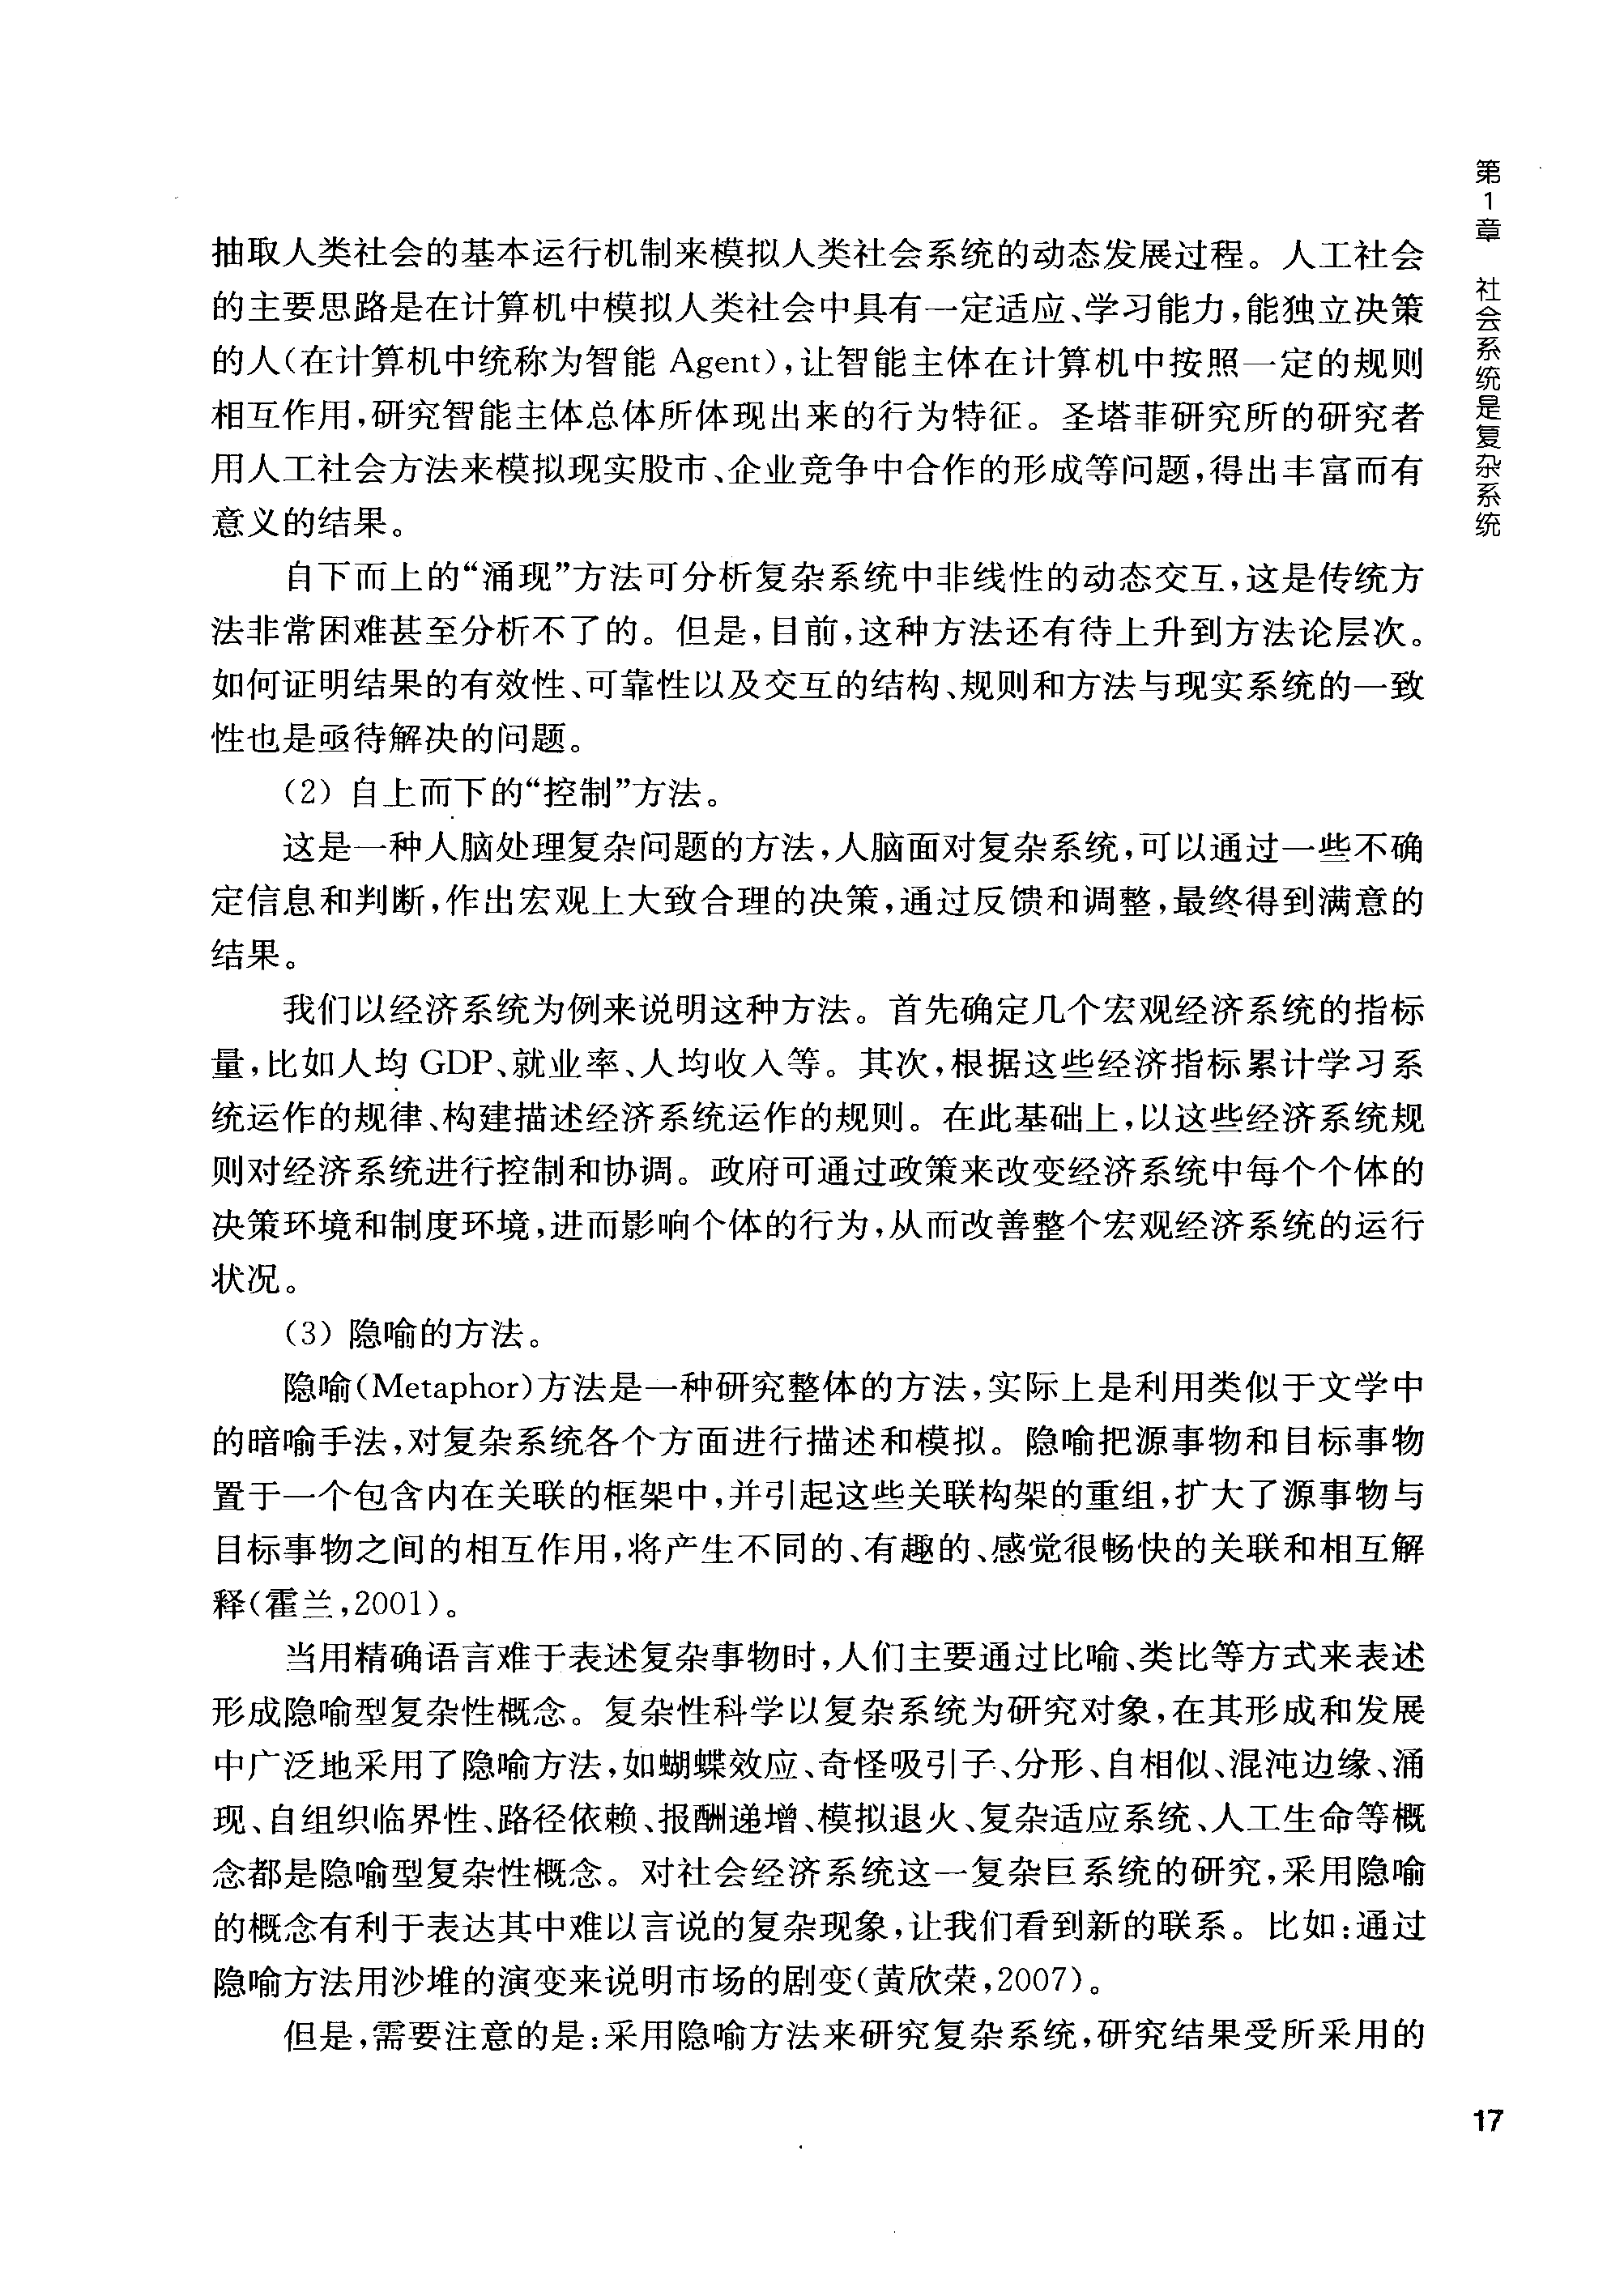 第1章 社会系统是复杂系统
抽取人类社会的基本运行机制来模拟人类社会系统的动态发展过程。人工社会
的主要思路是在计算机中模拟人类社会中具有一定适应、学习能力,能独立决策
的人(在计算机中统称为智能 Agent),让智能主体在计算机中按照一定的规则
相互作用,研究智能主体总体所体现出来的行为特征。圣塔菲研究所的研究者
用人工社会方法来模拟现实股市、企业竞争中合作的形成等问题,得出丰富而有
意义的结果。
自下而上的“涌现”方法可分析复杂系统中非线性的动态交互,这是传统方
法非常困难甚至分析不了的。但是,目前,这种方法还有待上升到方法论层次。
如何证明结果的有效性、可靠性以及交互的结构、规则和方法与现实系统的一致
性也是亟待解决的问题。
(2) 自上而下的“控制”方法。
这是一种人脑处理复杂问题的方法,人脑面对复杂系统,可以通过一些不确
定信息和判断,作出宏观上大致合理的决策,通过反馈和调整,最终得到满意的
结果。
我们以经济系统为例来说明这种方法。首先确定几个宏观经济系统的指标
量,比如人均 GDP、就业率、人均收入等。其次,根据这些经济指标累计学习系
统运作的规律、构建描述经济系统运作的规则。在此基础上,以这些经济系统规
则对经济系统进行控制和协调。政府可通过政策来改变经济系统中每个个体的
决策环境和制度环境,进而影响个体的行为,从而改善整个宏观经济系统的运行
状况。
(3) 隐喻的方法。
隐喻(Metaphor)方法是一种研究整体的方法,实际上是利用类似于文学中
的暗喻手法,对复杂系统各个方面进行描述和模拟。隐喻把源事物和目标事物
置于一个包含内在关联的框架中,并引起这些关联构架的重组,扩大了源事物与
目标事物之间的相互作用,将产生不同的、有趣的、感觉很畅快的关联和相互解
释(霍兰,2001)。
当用精确语言难于表述复杂事物时,人们主要通过比喻、类比等方式来表述
形成隐喻型复杂性概念。复杂性科学以复杂系统为研究对象,在其形成和发展
中广泛地采用了隐喻方法,如蝴蝶效应、奇怪吸引子、分形、自相似、混沌边缘、涌
现、自组织临界性、路径依赖、报酬递增、模拟退火、复杂适应系统、人工生命等概
念都是隐喻型复杂性概念。对社会经济系统这一复杂巨系统的研究,采用隐喻
的概念有利于表达其中难以言说的复杂现象,让我们看到新的联系。比如:通过
隐喻方法用沙堆的演变来说明市场的剧变(黄欣荣,2007)。
但是,需要注意的是:采用隐喻方法来研究复杂系统,研究结果受所采用的
17